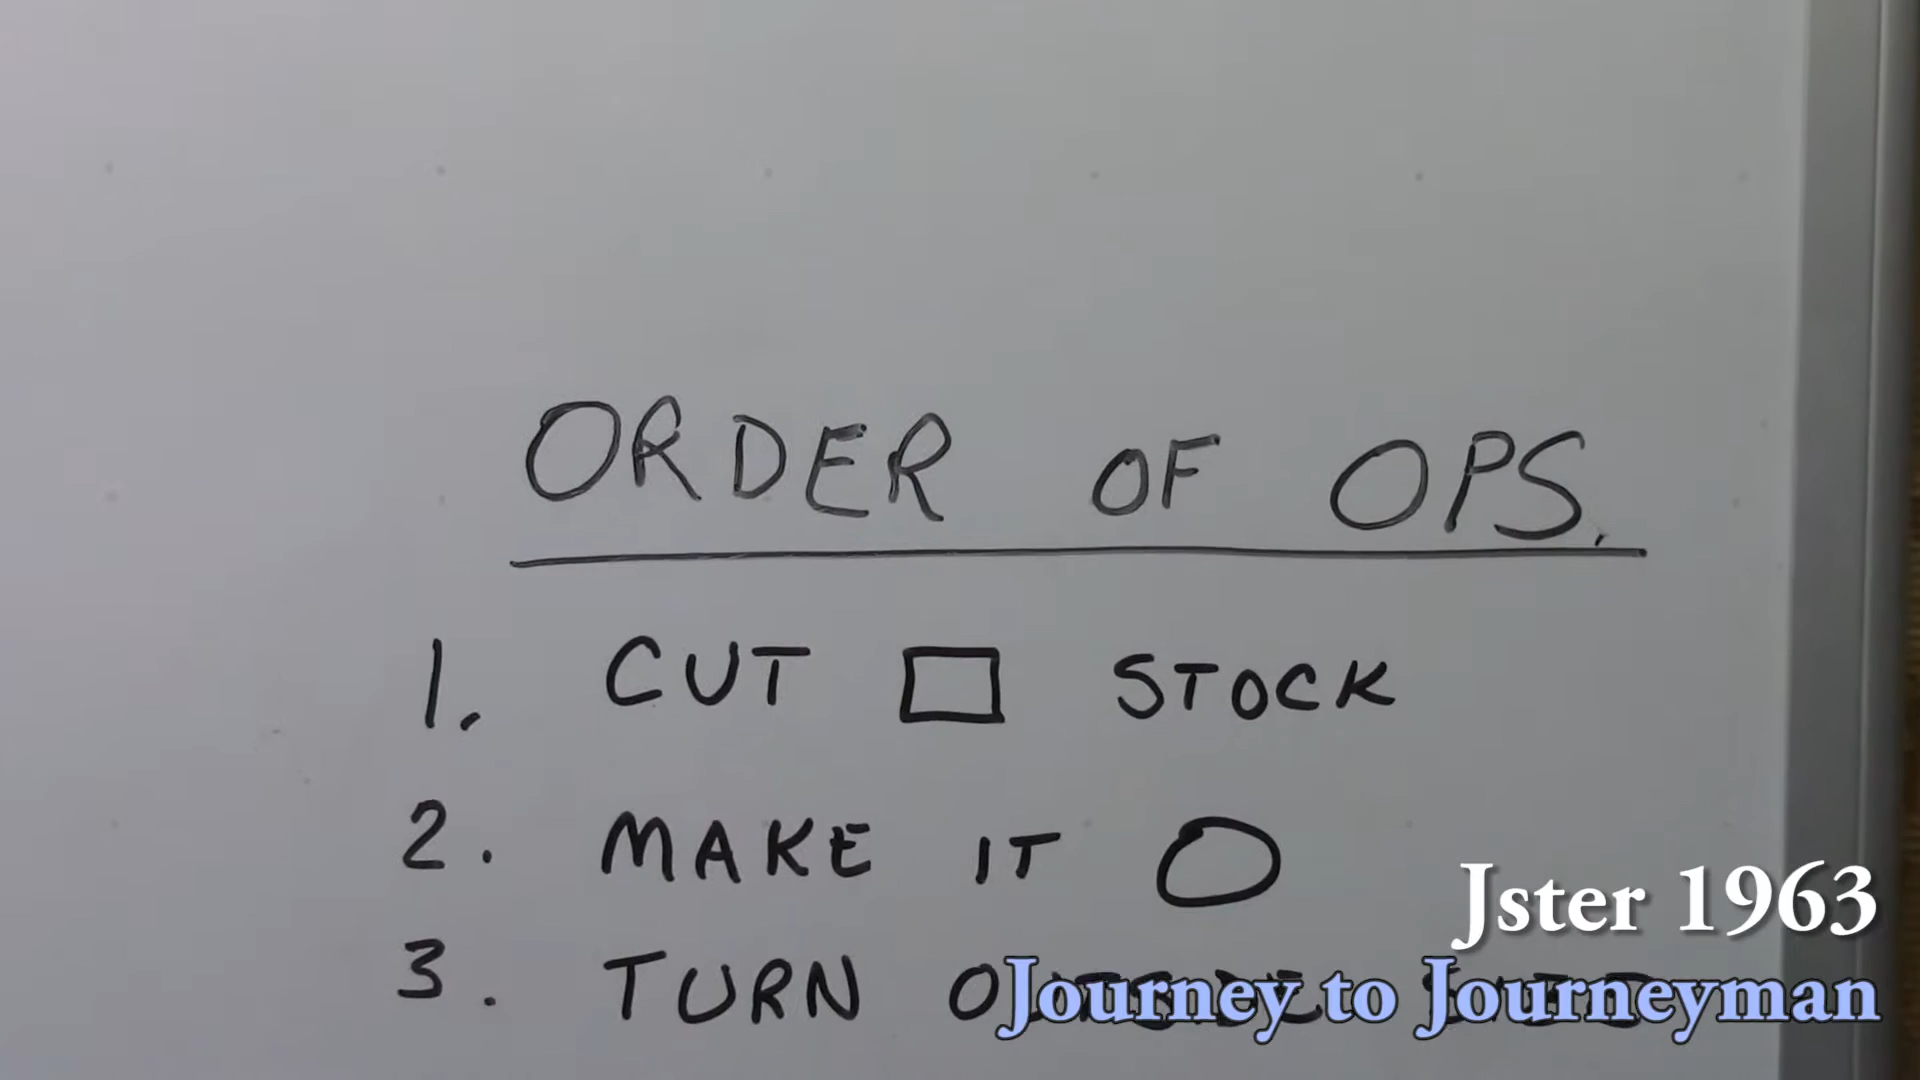 ORDER OF OPS.
1. CUT □ STOCK
2. MAKE IT ○
3. TURN
Jster 1963
Journey to Journeyman